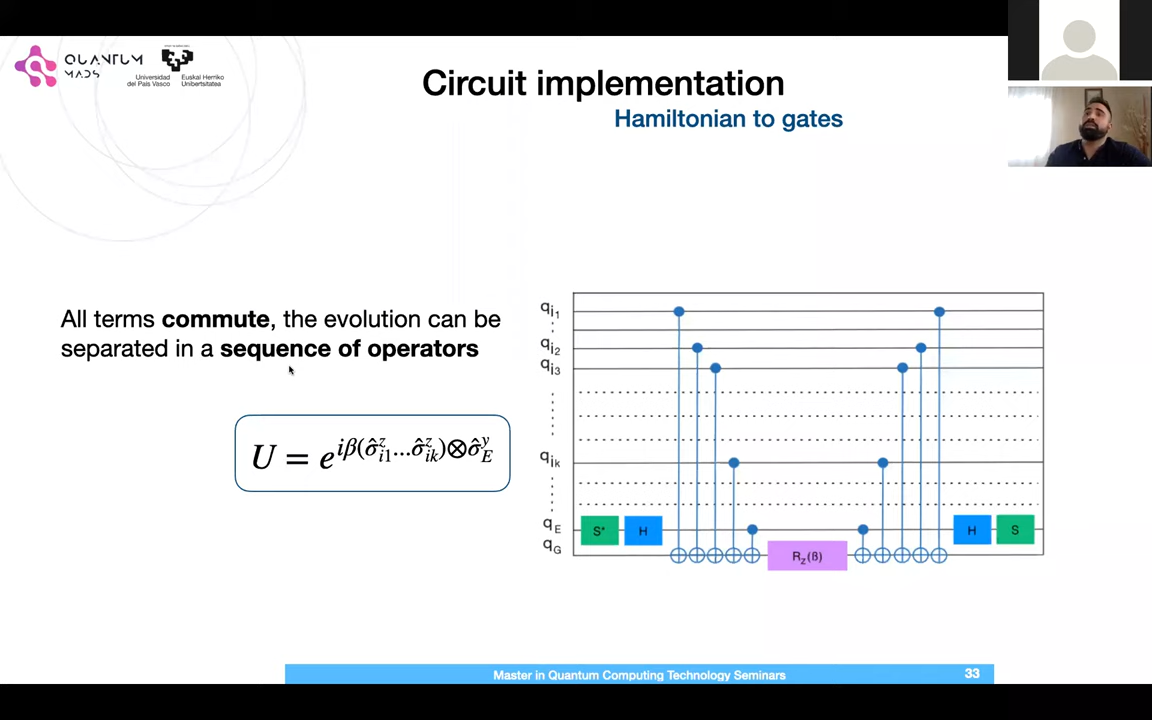 QUANTUM
MADS
Universidad Euskal Herriko
del País Vasco Unibertsitatea
Circuit implementation
Hamiltonian to gates
All terms commute, the evolution can be
separated in a sequence of operators
U = e^{iβ(σ̂^z_{i1}...σ̂^z_{ik})⊗σ̂^y_E}
q_{i1}
q_{i2}
q_{i3}
q_{ik}
q_E S* H H S
q_G R_z(β)
Master in Quantum Computing Technology Seminars 33